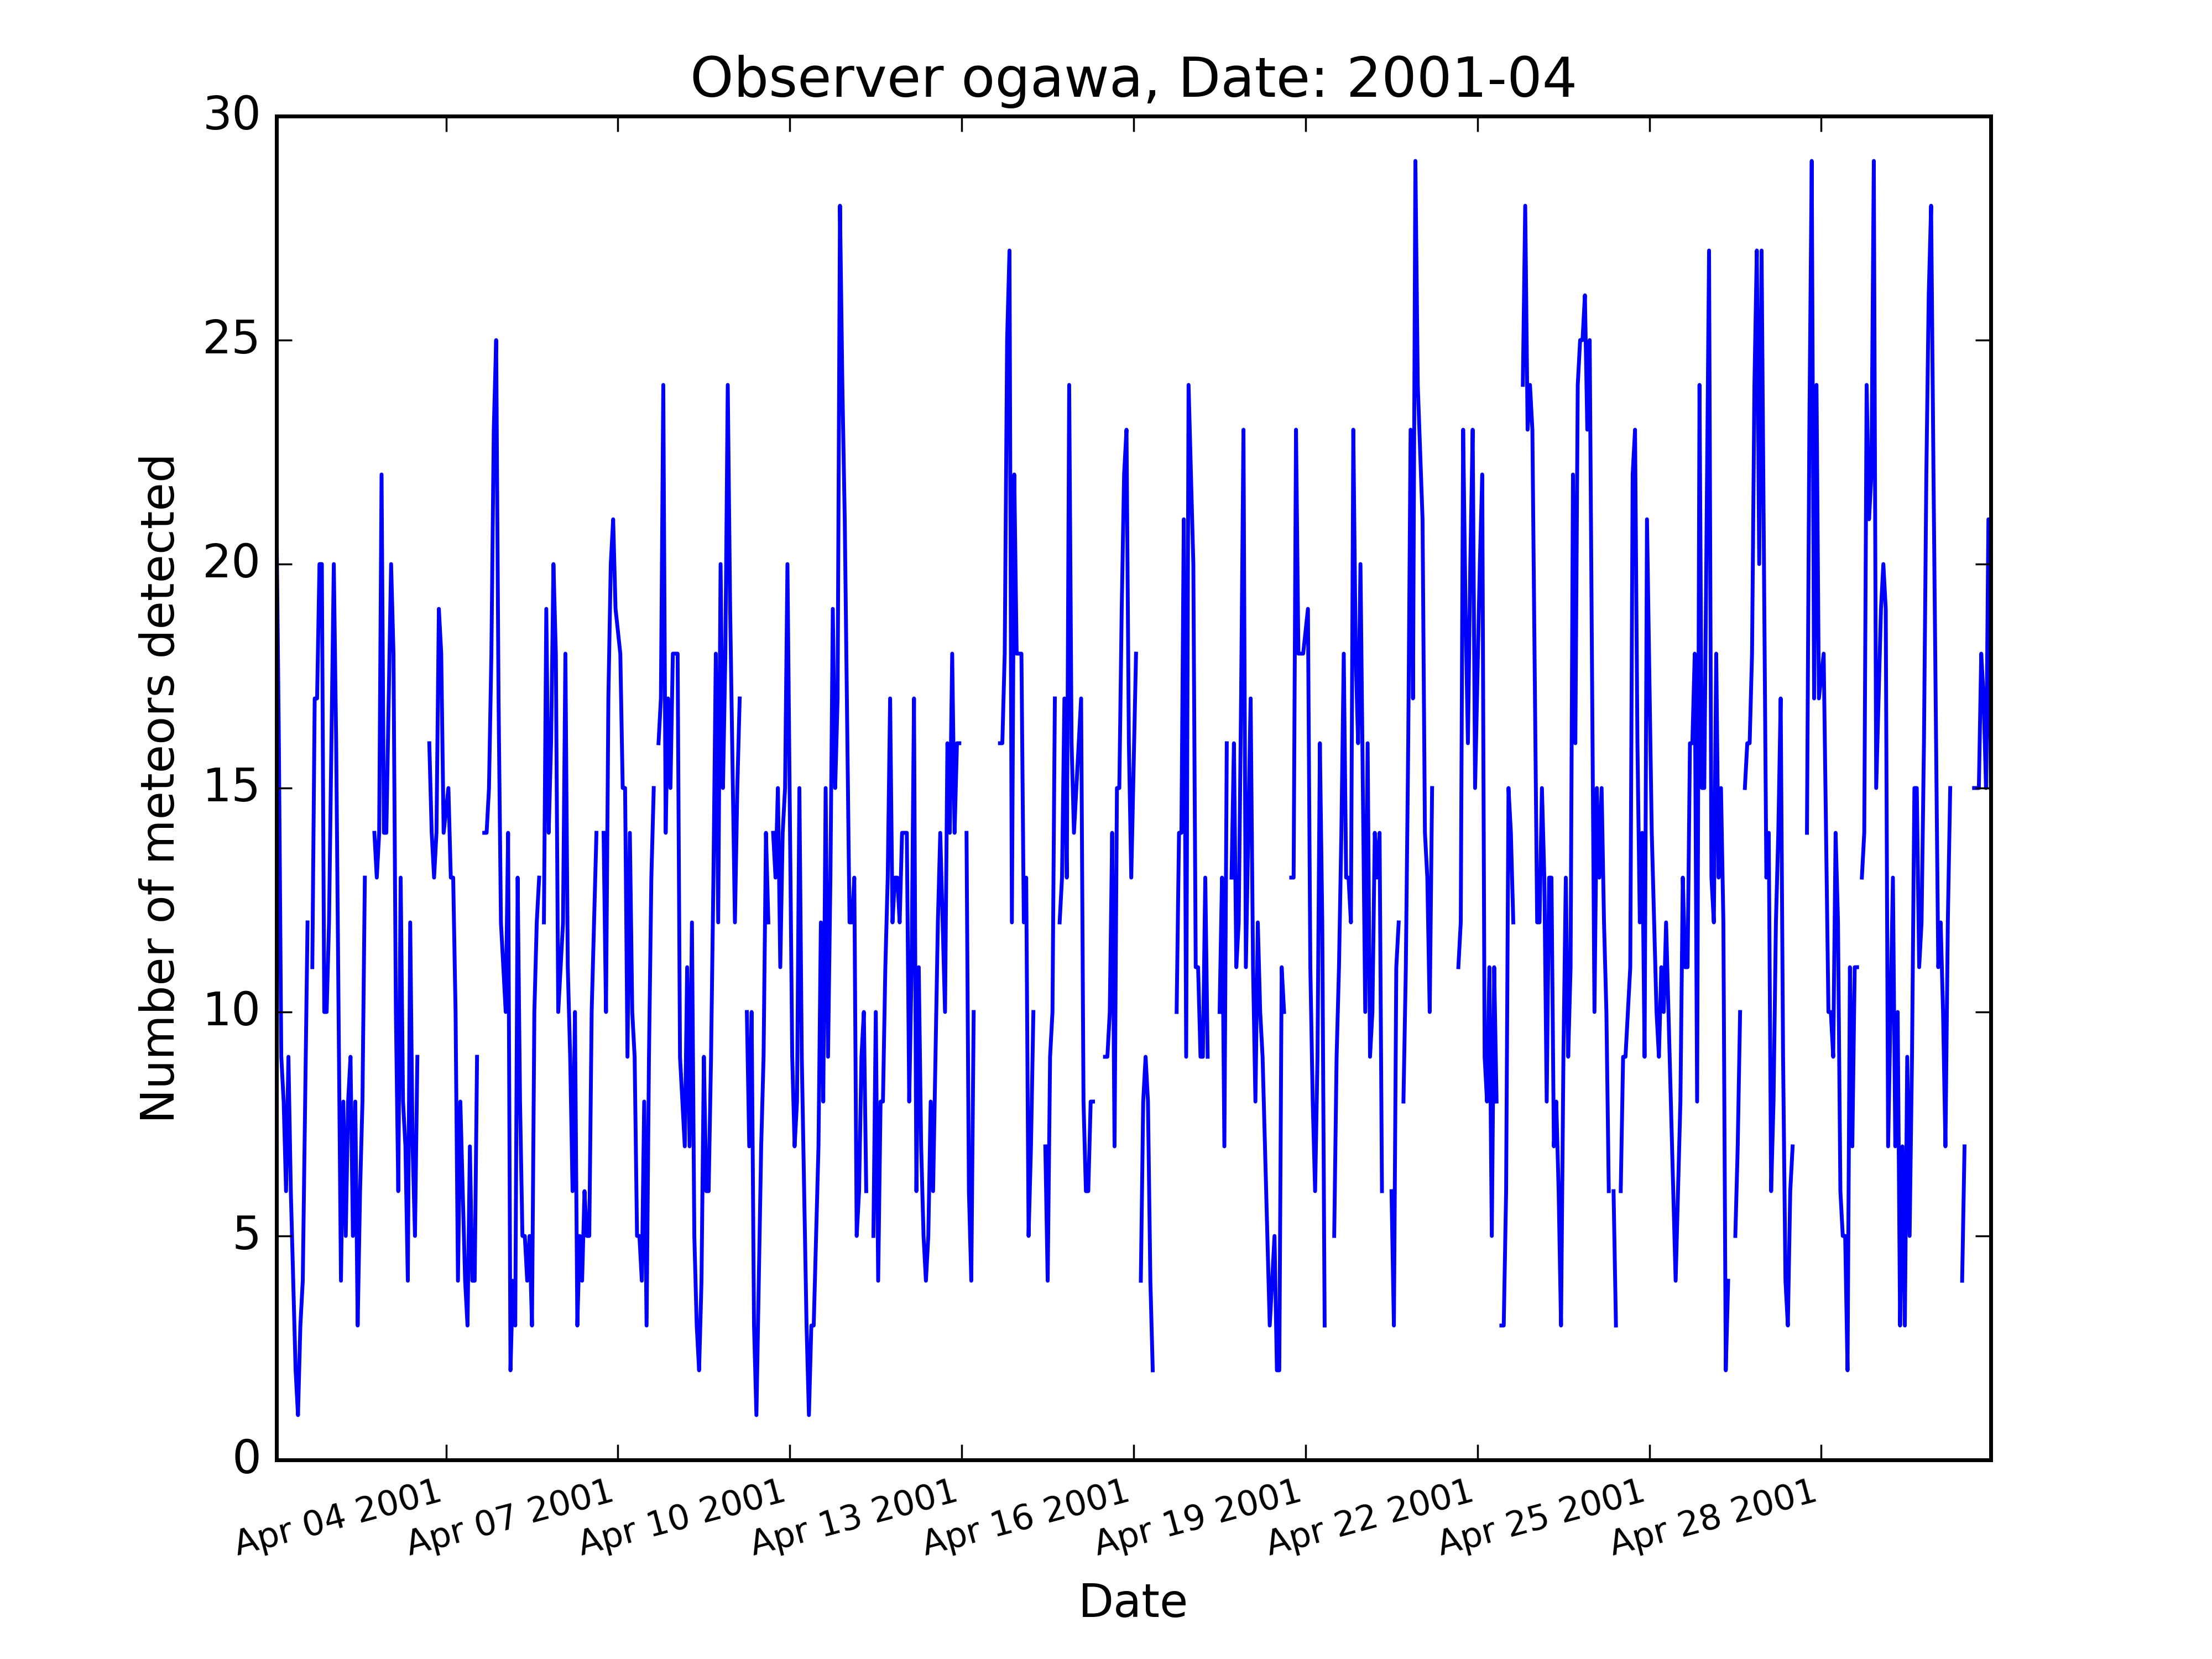 Observer ogawa, Date: 2001-04
30
25
20
15
10
5
0
Number of meteors detected
Apr 04 2001
Apr 07 2001
Apr 10 2001
Apr 13 2001
Apr 16 2001
Apr 19 2001
Apr 22 2001
Apr 25 2001
Apr 28 2001
Date